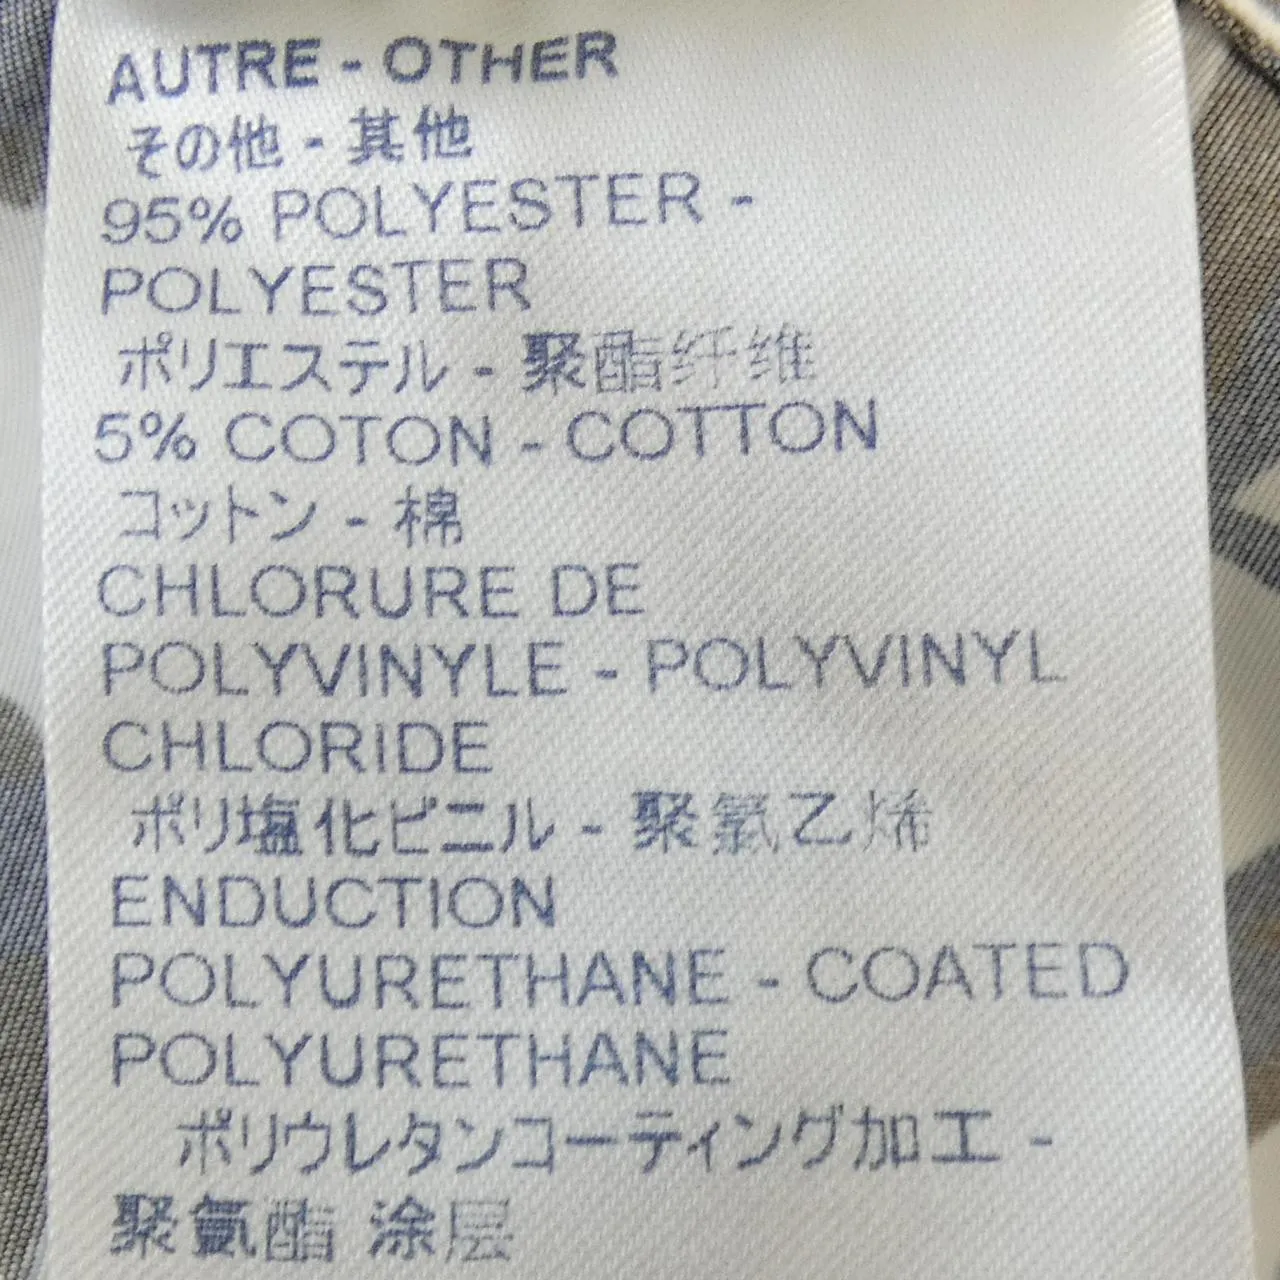 AUTRE - OTHER
その他 - 其他
95% POLYESTER -
POLYESTER
ポリエステル - 聚酯纤维
5% COTON - COTTON
コットン - 棉
CHLORURE DE
POLYVINYLE - POLYVINYL
CHLORIDE
ポリ塩化ビニル - 聚氯乙烯
ENDUCTION
POLYURETHANE - COATED
POLYURETHANE
ポリウレタンコーティング加工 -
聚氨酯 涂层